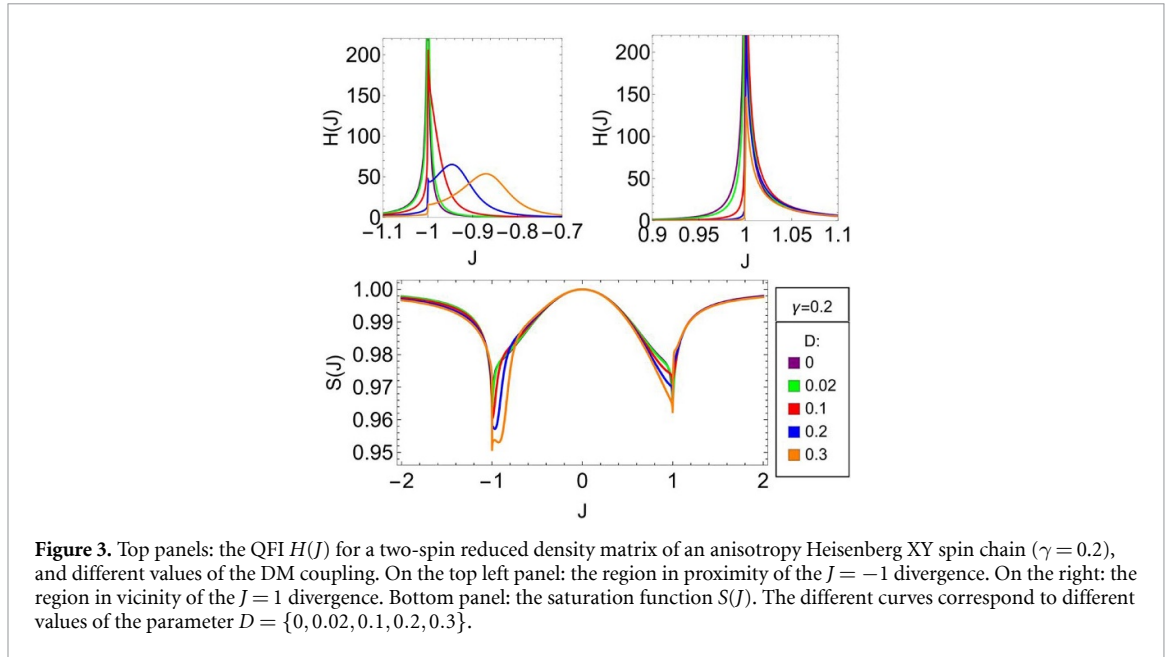 200
150
100
50
0
H(J)
−1.1 −1 −0.9 −0.8 −0.7
J
200
150
100
50
0
H(J)
0.9 0.95 1 1.05 1.1
J
1.00
0.99
0.98
0.97
0.96
0.95
S(J)
−2 −1 0 1 2
J
γ=0.2
D:
0
0.02
0.1
0.2
0.3
Figure 3. Top panels: the QFI H(J) for a two-spin reduced density matrix of an anisotropy Heisenberg XY spin chain (γ = 0.2),
and different values of the DM coupling. On the top left panel: the region in proximity of the J = −1 divergence. On the right: the
region in vicinity of the J = 1 divergence. Bottom panel: the saturation function S(J). The different curves correspond to different
values of the parameter D = {0, 0.02, 0.1, 0.2, 0.3}.